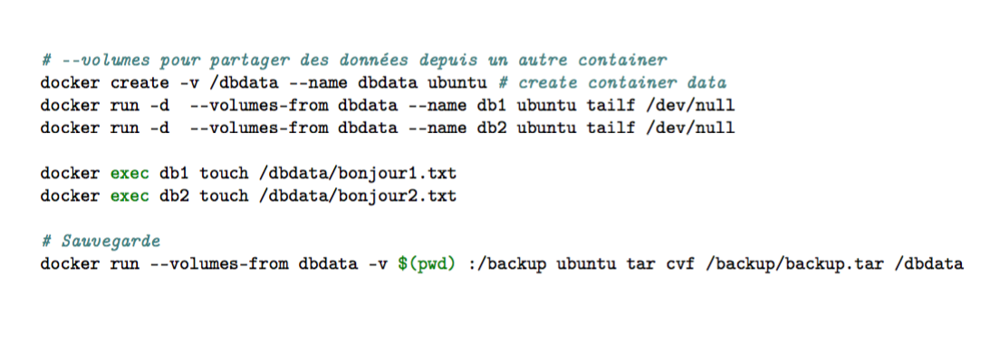 # --volumes pour partager des données depuis un autre container
docker create -v /dbdata --name dbdata ubuntu # create container data
docker run -d  --volumes-from dbdata --name db1 ubuntu tailf /dev/null
docker run -d  --volumes-from dbdata --name db2 ubuntu tailf /dev/null
docker exec db1 touch /dbdata/bonjour1.txt
docker exec db2 touch /dbdata/bonjour2.txt
# Sauvegarde
docker run --volumes-from dbdata -v $(pwd) :/backup ubuntu tar cvf /backup/backup.tar /dbdata